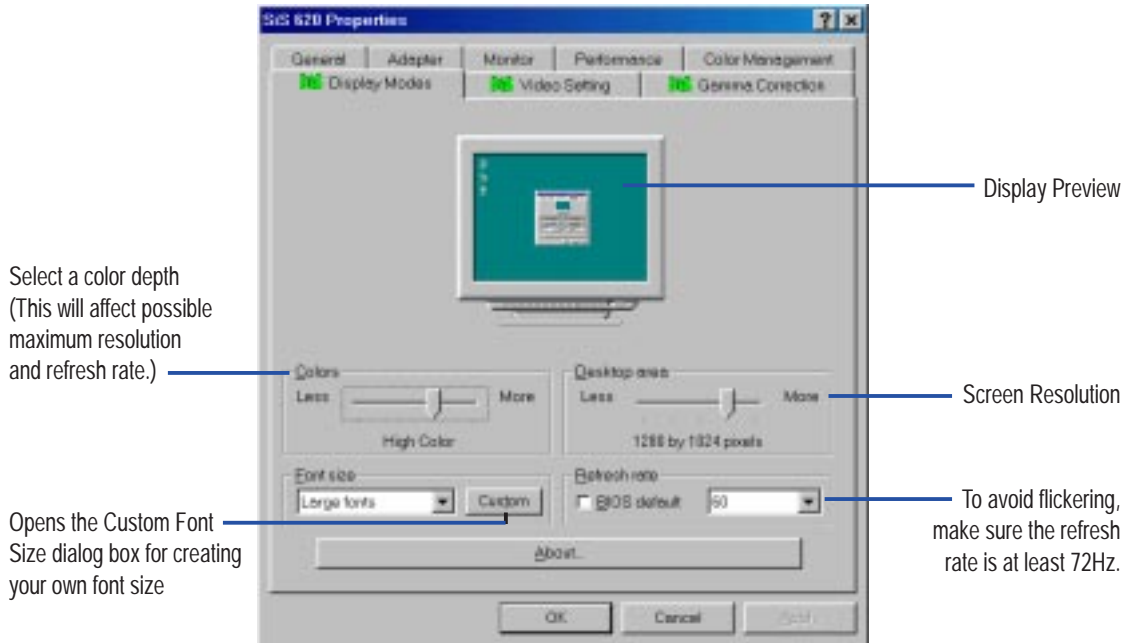 SiS 620 Properties
General Adapter Monitor Performance Color Management
Display Modes Video Setting Gamma Correction
Display Preview
Select a color depth
(This will affect possible
maximum resolution
and refresh rate.)
Colors
Less More
High Color
Desktop area
Less More
1280 by 1024 pixels
Screen Resolution
Font size
Large fonts Custom
Refresh rate
BIOS default 60
Opens the Custom Font
Size dialog box for creating
your own font size
To avoid flickering,
make sure the refresh
rate is at least 72Hz.
About...
OK Cancel Apply